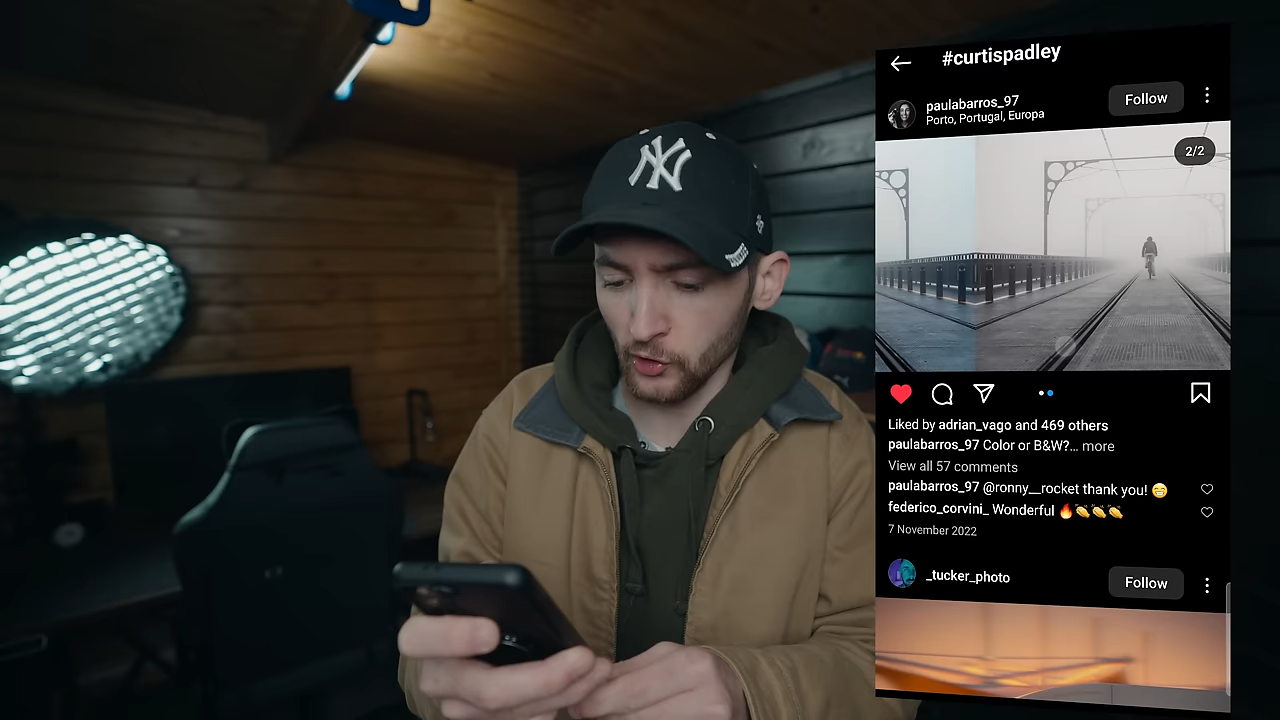 NY
#curtispadley
paulabarros_97
Porto, Portugal, Europa
Follow
2/2
Liked by adrian_vago and 469 others
paulabarros_97 Color or B&W?... more
View all 57 comments
paulabarros_97 @ronny__rocket thank you! 😁
federico_corvini_ Wonderful 🔥👏👏👏
7 November 2022
_tucker_photo
Follow